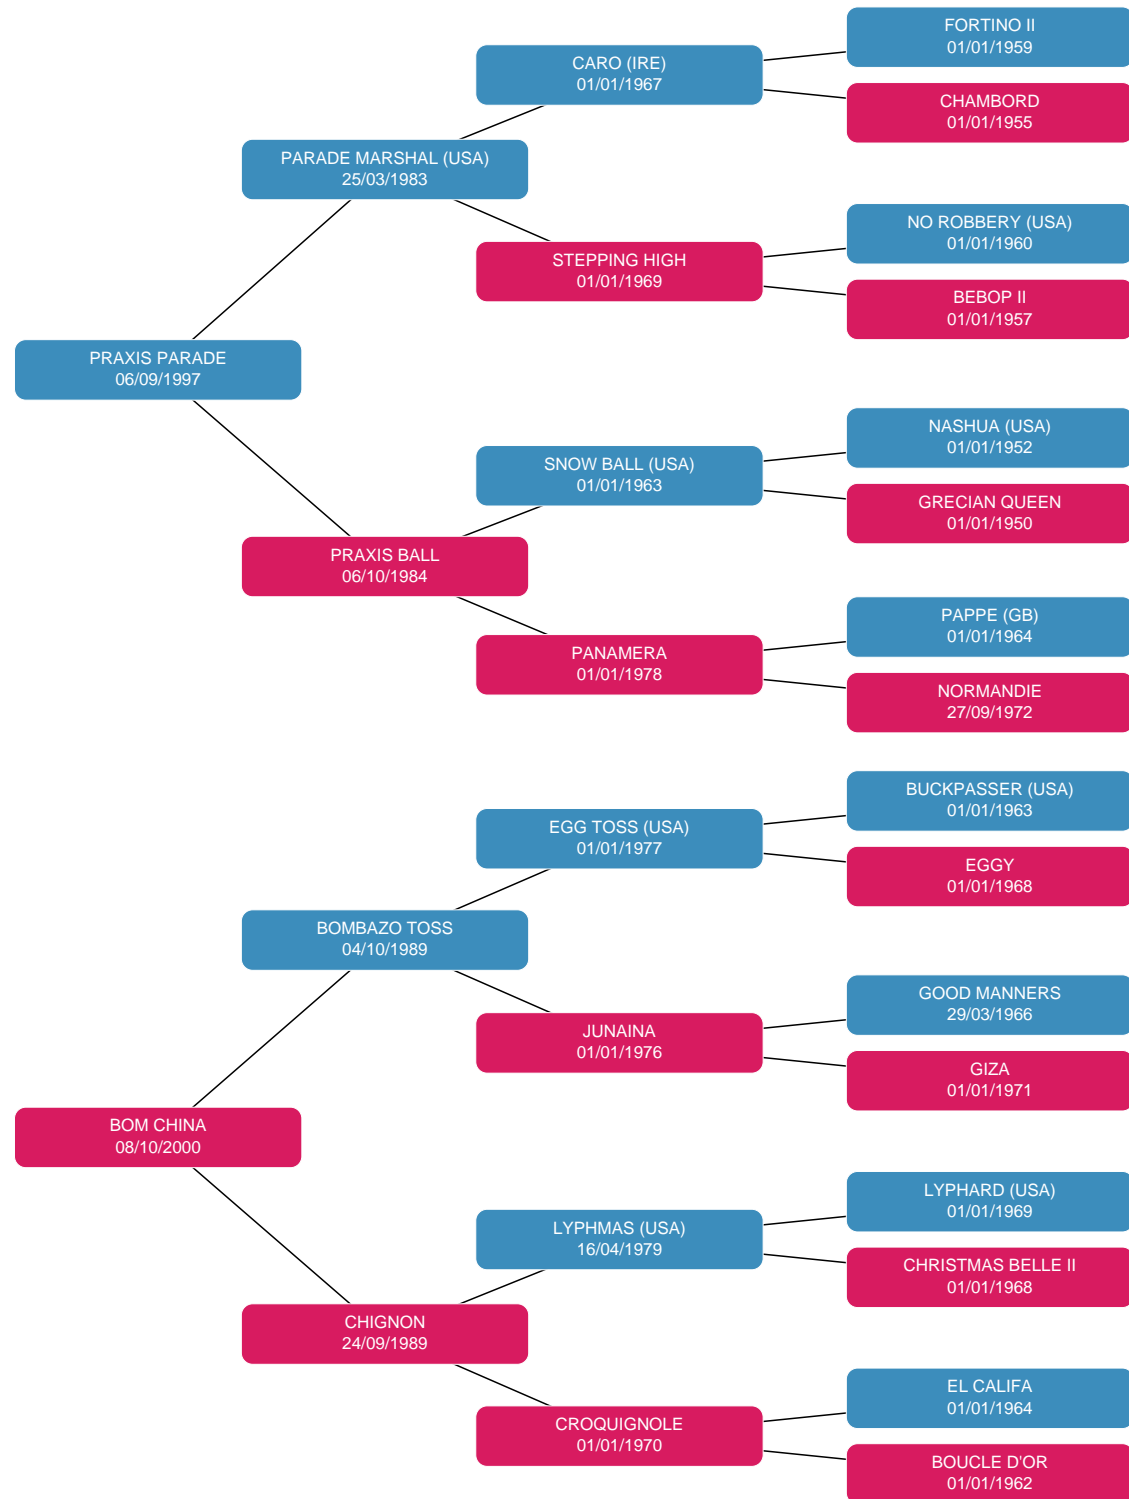 FORTINO II
01/01/1959
CARO (IRE)
01/01/1967
CHAMBORD
01/01/1955
PARADE MARSHAL (USA)
25/03/1983
NO ROBBERY (USA)
01/01/1960
STEPPING HIGH
01/01/1969
BEBOP II
01/01/1957
PRAXIS PARADE
06/09/1997
NASHUA (USA)
01/01/1952
SNOW BALL (USA)
01/01/1963
GRECIAN QUEEN
01/01/1950
PRAXIS BALL
06/10/1984
PAPPE (GB)
01/01/1964
PANAMERA
01/01/1978
NORMANDIE
27/09/1972
BUCKPASSER (USA)
01/01/1963
EGG TOSS (USA)
01/01/1977
EGGY
01/01/1968
BOMBAZO TOSS
04/10/1989
GOOD MANNERS
29/03/1966
JUNAINA
01/01/1976
GIZA
01/01/1971
BOM CHINA
08/10/2000
LYPHARD (USA)
01/01/1969
LYPHMAS (USA)
16/04/1979
CHRISTMAS BELLE II
01/01/1968
CHIGNON
24/09/1989
EL CALIFA
01/01/1964
CROQUIGNOLE
01/01/1970
BOUCLE D'OR
01/01/1962